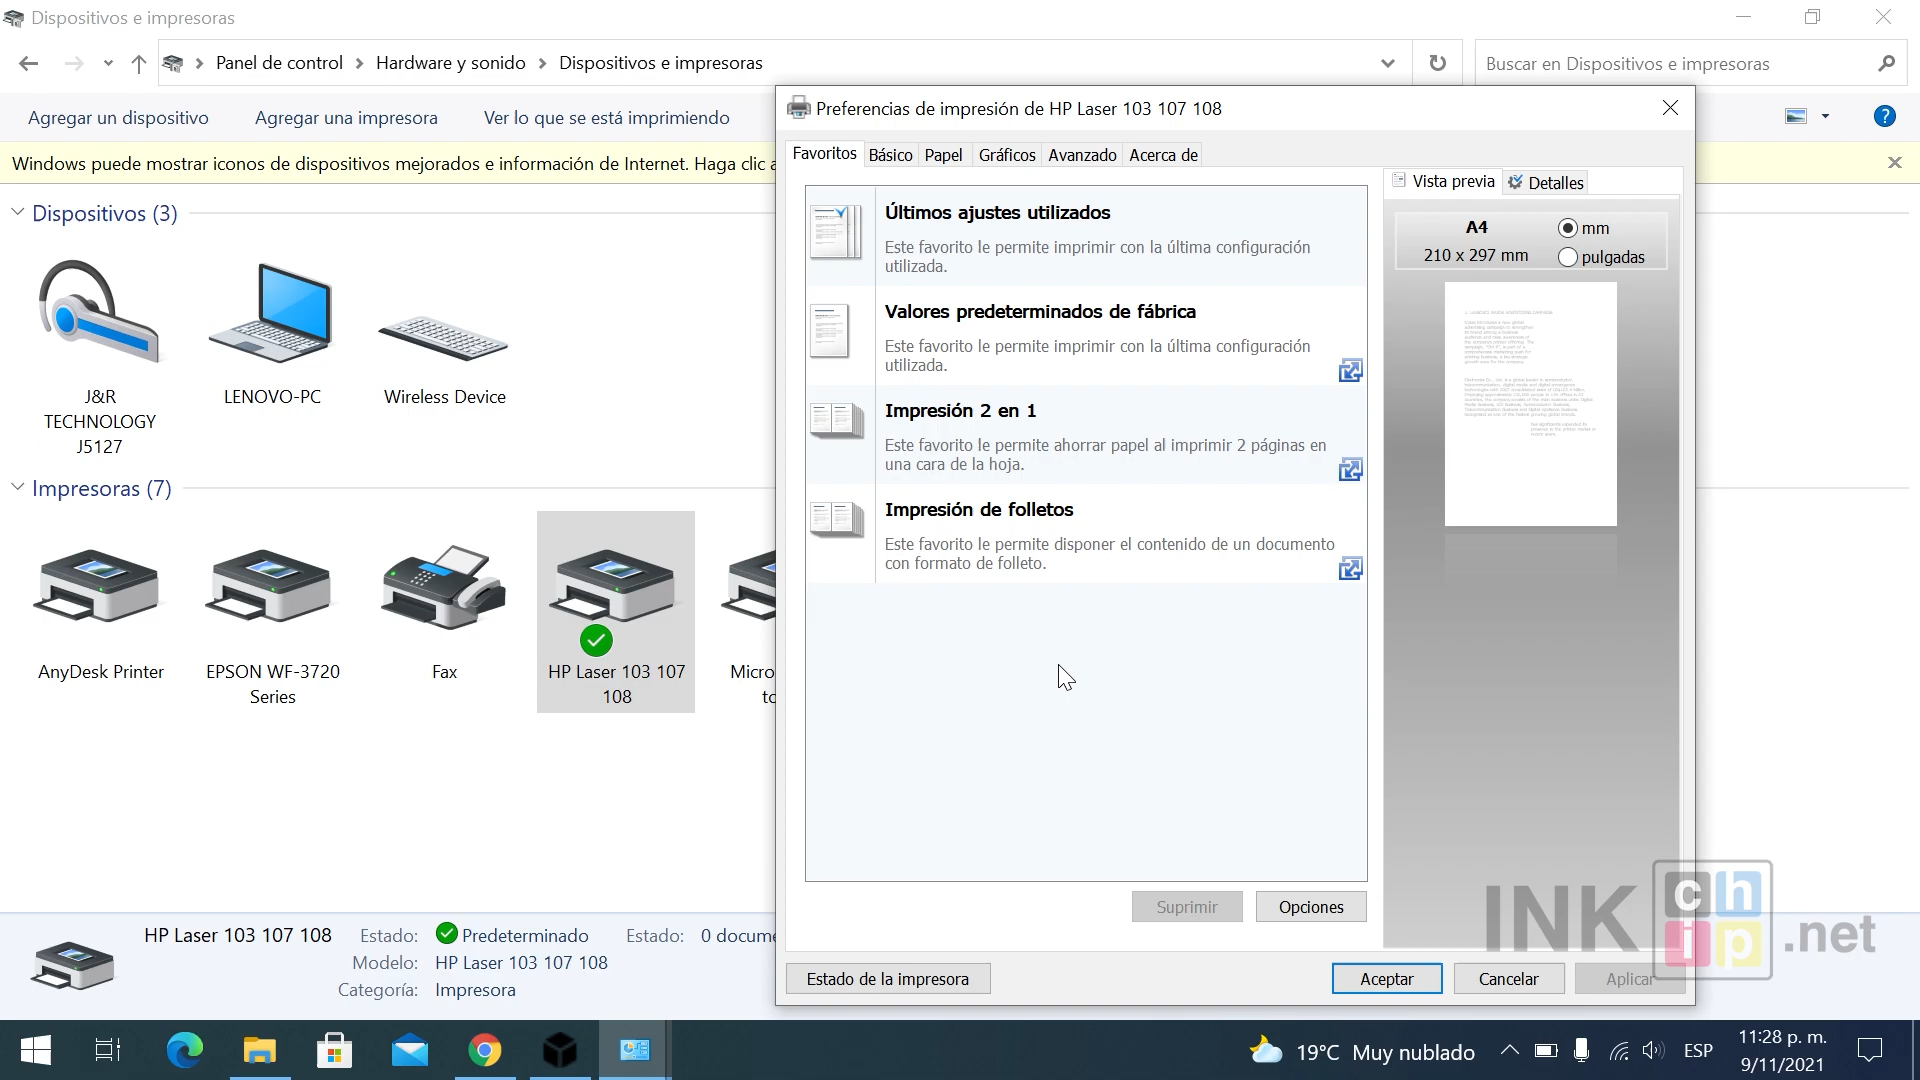 Dispositivos e impresoras
Panel de control > Hardware y sonido > Dispositivos e impresoras
Buscar en Dispositivos e impresoras
Agregar un dispositivo
Agregar una impresora
Ver lo que se está imprimiendo
Windows puede mostrar iconos de dispositivos mejorados e información de Internet. Haga clic a
Dispositivos (3)
J&R
TECHNOLOGY
J5127
LENOVO-PC
Wireless Device
Impresoras (7)
AnyDesk Printer
EPSON WF-3720
Series
Fax
HP Laser 103 107
108
Micro
to
HP Laser 103 107 108
Estado: Predeterminado
Estado: 0 docume
Modelo: HP Laser 103 107 108
Categoría: Impresora
Preferencias de impresión de HP Laser 103 107 108
Favoritos
Básico
Papel
Gráficos
Avanzado
Acerca de
Últimos ajustes utilizados
Este favorito le permite imprimir con la última configuración
utilizada.
Valores predeterminados de fábrica
Este favorito le permite imprimir con la última configuración
utilizada.
Impresión 2 en 1
Este favorito le permite ahorrar papel al imprimir 2 páginas en
una cara de la hoja.
Impresión de folletos
Este favorito le permite disponer el contenido de un documento
con formato de folleto.
Suprimir
Opciones
Vista previa
Detalles
A4
210 x 297 mm
mm
pulgadas
Estado de la impresora
Aceptar
Cancelar
Aplicar
INK chip .net
19°C Muy nublado
ESP
11:28 p. m.
9/11/2021